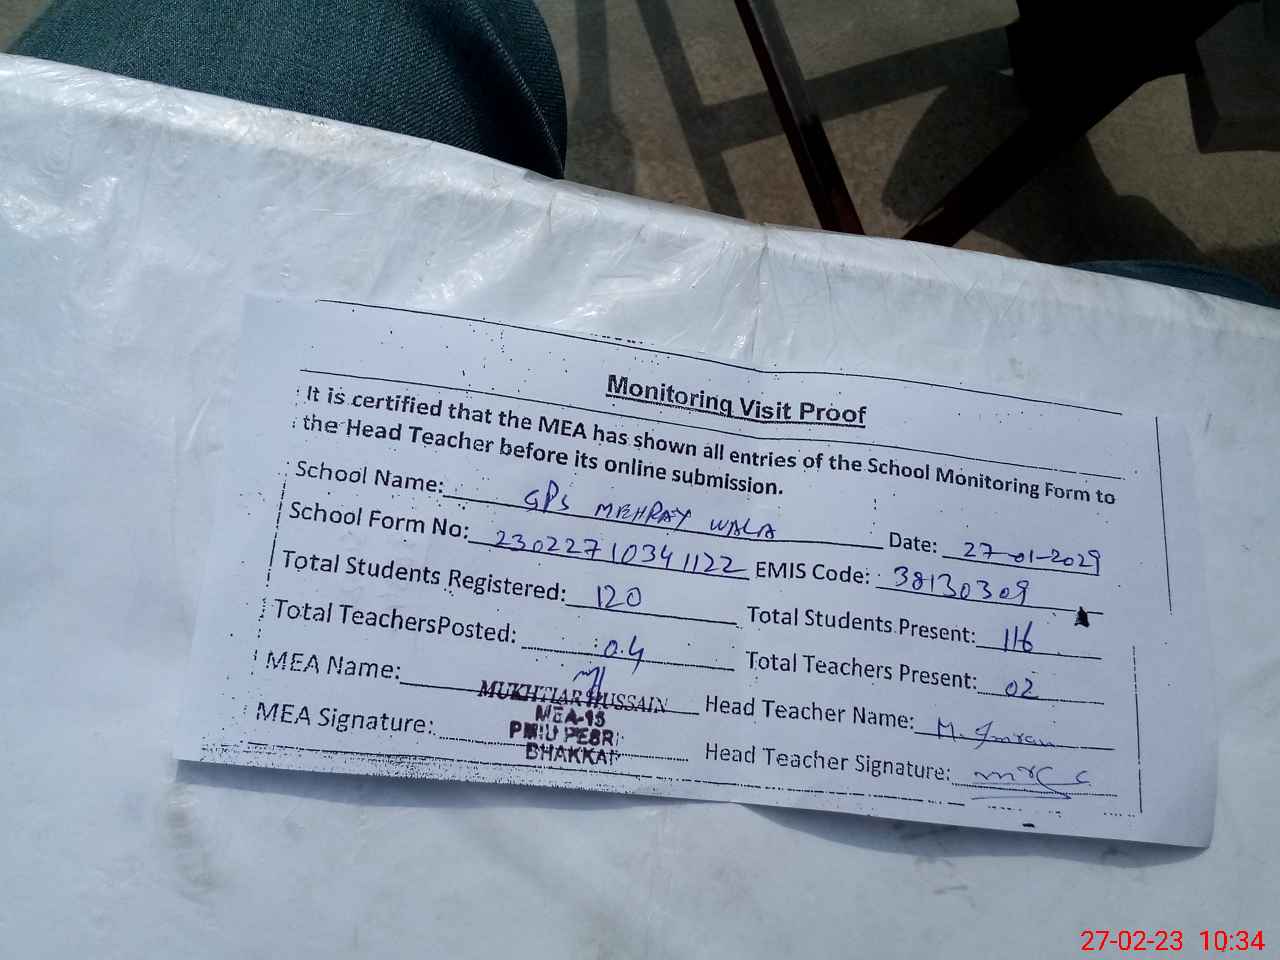 Monitoring Visit Proof
It is certified that the MEA has shown all entries of the School Monitoring Form to
the Head Teacher before its online submission.
School Name: GPS MEHRAY WALA Date: 27-01-2029
School Form No: 23022710341122 EMIS Code: 38130309
Total Students Registered: 120 Total Students Present: 116
Total TeachersPosted: 04 Total Teachers Present: 02
MEA Name: MUKHTIAR HUSSAIN Head Teacher Name: M. Imran
MEA-15
PMIU PESRP
BHAKKAR
MEA Signature: Head Teacher Signature:
27-02-23 10:34